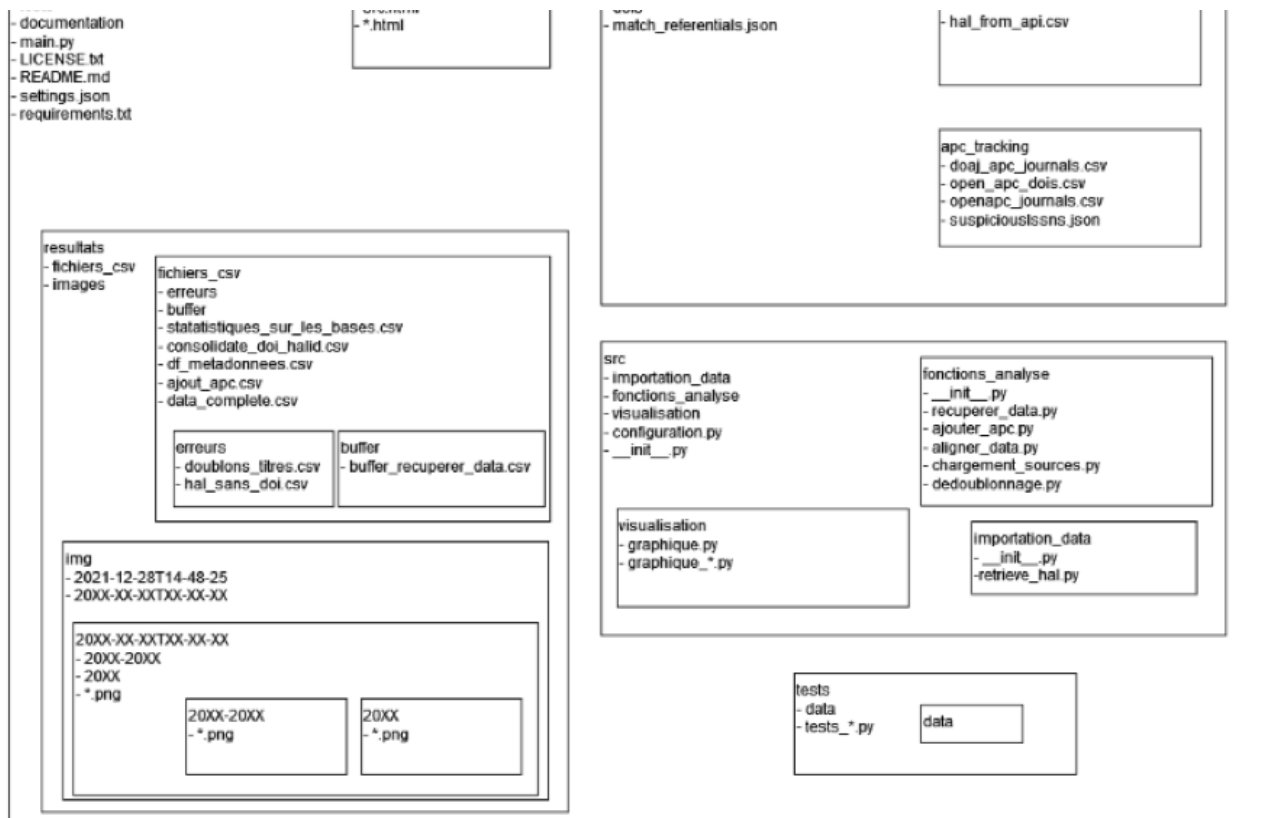 - documentation
- main.py
- LICENSE.txt
- README.md
- settings.json
- requirements.txt
- *.html
- match_referentials.json
- hal_from_api.csv
apc_tracking
- doaj_apc_journals.csv
- open_apc_dois.csv
- openapc_journals.csv
- suspiciousIssns.json
resultats
- fichiers_csv
- images
fichiers_csv
- erreurs
- buffer
- statatistiques_sur_les_bases.csv
- consolidate_doi_halid.csv
- df_metadonnees.csv
- ajout_apc.csv
- data_complete.csv
erreurs
- doublons_titres.csv
- hal_sans_doi.csv
buffer
- buffer_recuperer_data.csv
img
- 2021-12-28T14-48-25
- 20XX-XX-XXTXX-XX-XX
20XX-XX-XXTXX-XX-XX
- 20XX-20XX
- 20XX
- *.png
20XX-20XX
- *.png
20XX
- *.png
src
- importation_data
- fonctions_analyse
- visualisation
- configuration.py
- __init__.py
fonctions_analyse
- __init__.py
- recuperer_data.py
- ajouter_apc.py
- aligner_data.py
- chargement_sources.py
- dedoublonnage.py
visualisation
- graphique.py
- graphique_*.py
importation_data
- __init__.py
-retrieve_hal.py
tests
- data
- tests_*.py
data